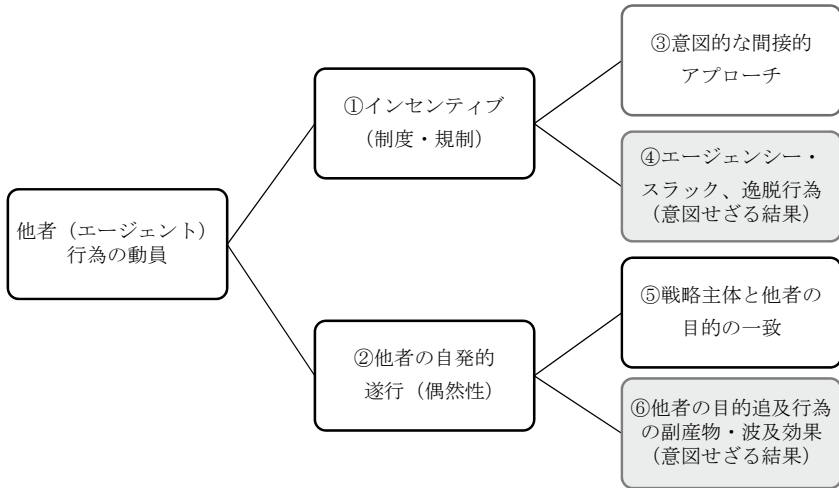 他者（エージェント）
行為の動員
①インセンティブ
（制度・規制）
②他者の自発的
遂行（偶然性）
③意図的な間接的
アプローチ
④エージェンシー・
スラック、逸脱行為
（意図せざる結果）
⑤戦略主体と他者の
目的の一致
⑥他者の目的追及行為
の副産物・波及効果
（意図せざる結果）